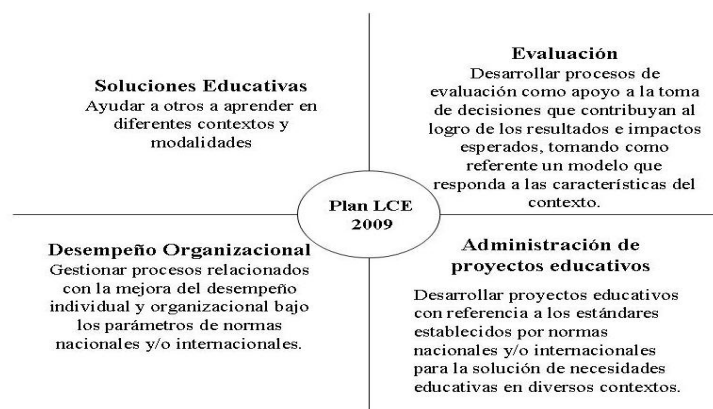 Soluciones Educativas
Ayudar a otros a aprender en
diferentes contextos y
modalidades
Evaluación
Desarrollar procesos de
evaluación como apoyo a la toma
de decisiones que contribuyan al
logro de los resultados e impactos
esperados, tomando como
referente un modelo que
responda a las características del
contexto.
Plan LCE
2009
Desempeño Organizacional
Gestionar procesos relacionados
con la mejora del desempeño
individual y organizacional bajo
los parámetros de normas
nacionales y/o internacionales.
Administración de
proyectos educativos
Desarrollar proyectos educativos
con referencia a los estándares
establecidos por normas
nacionales y/o internacionales
para la solución de necesidades
educativas en diversos contextos.